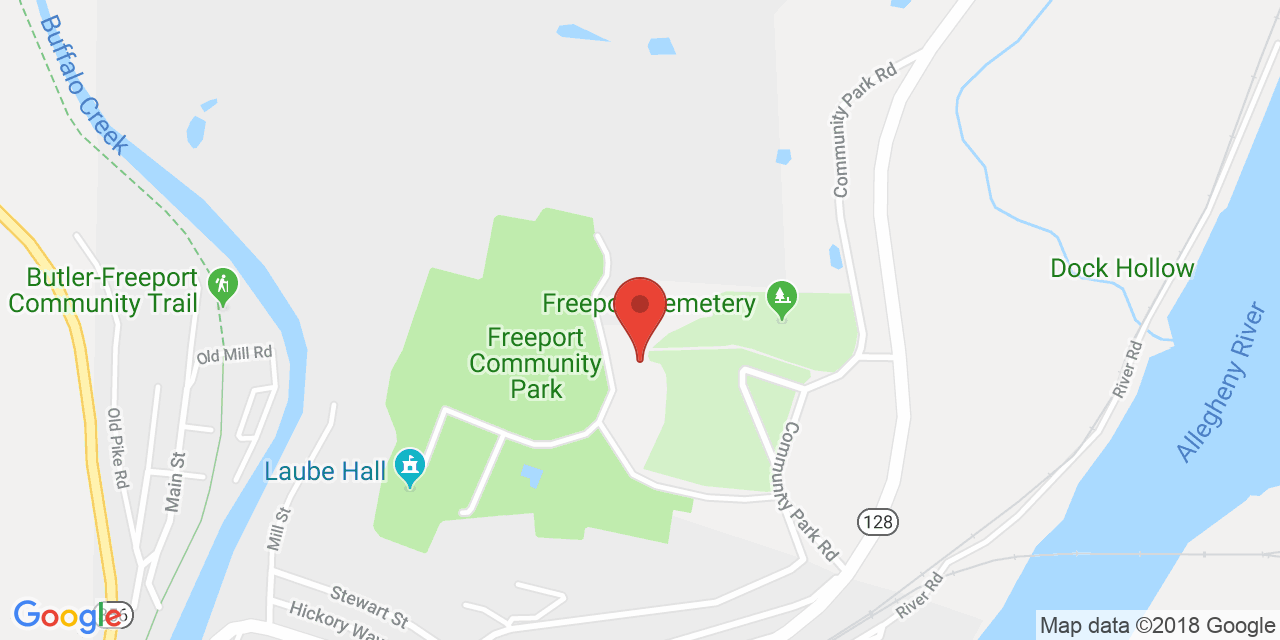 Buffalo Creek
Community Park Rd
Dock Hollow
Butler-Freeport
Community Trail
Freeport Cemetery
Freeport
Community
Park
Old Mill Rd
River Rd
Allegheny River
Old Pike Rd
Main St
Laube Hall
Mill St
Community Park Rd
128
Stewart St
Hickory Way
River Rd
Google
Map data ©2018 Google